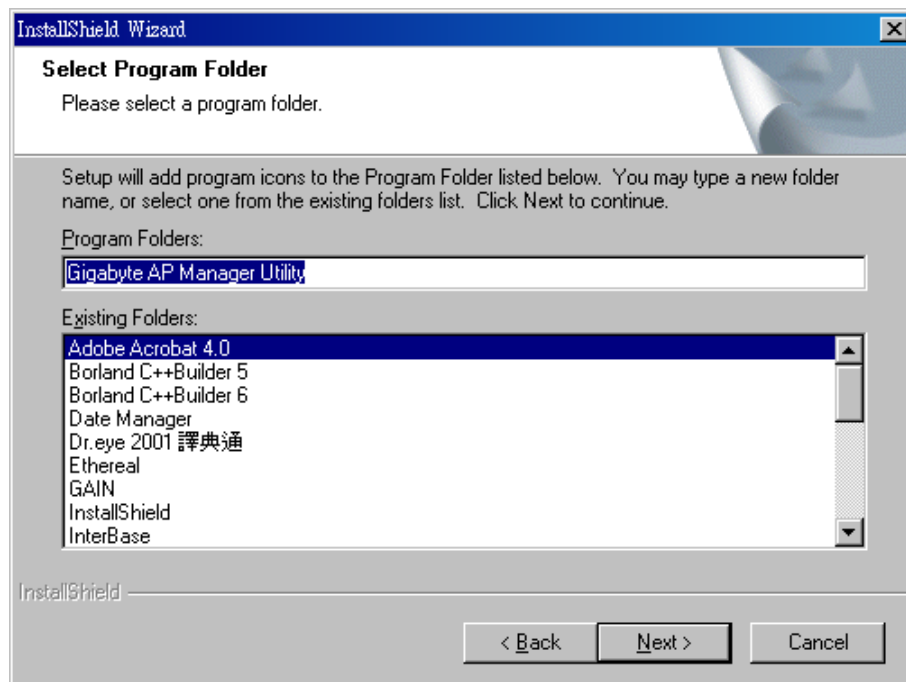 InstallShield Wizard
Select Program Folder
Please select a program folder.
Setup will add program icons to the Program Folder listed below. You may type a new folder
name, or select one from the existing folders list. Click Next to continue.
Program Folders:
Gigabyte AP Manager Utility
Existing Folders:
Adobe Acrobat 4.0
Borland C++Builder 5
Borland C++Builder 6
Date Manager
Dr.eye 2001 譯典通
Ethereal
GAIN
InstallShield
InterBase
InstallShield
< Back
Next >
Cancel